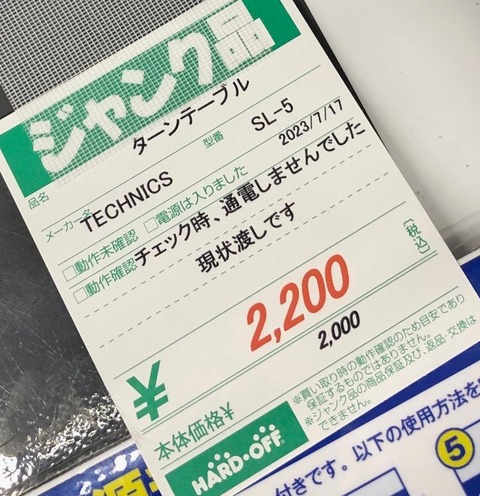 ジャンク品
ターンテーブル
品名
型番 SL-5
メーカー名 TECHNICS
2023/7/17
□動作未確認 □電源は入りました
□動作確認 チェック時、通電しませんでした
現状渡しです
¥ 2,200 [税込]
本体価格¥ 2,000
※買い取り時の動作確認のため目安であり
保証するものではありません。
※ジャンク品の商品保証及び、返品・交換は
できません。
HARD・OFF
付きです。以下の使用方法を
⑤